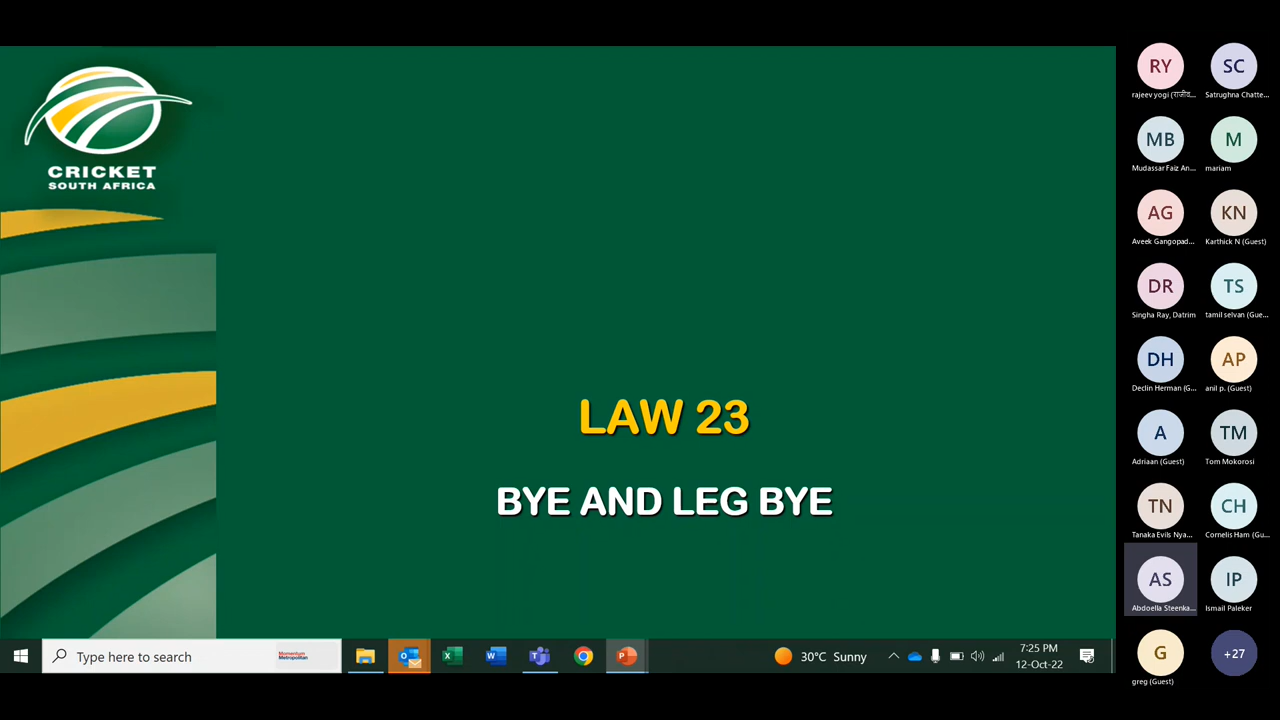 CRICKET
SOUTH AFRICA
LAW 23
BYE AND LEG BYE
RY
SC
rajeev yogi (राजीव...
Satrughna Chatte...
MB
M
Mudassar Faiz An...
mariam
AG
KN
Aveek Gangopad...
Karthick N (Guest)
DR
TS
Singha Ray, Datrim
tamil selvan (Gue...
DH
AP
Declin Herman (G...
anil p. (Guest)
A
TM
Adriaan (Guest)
Tom Mokorosi
TN
CH
Tanaka Evils Nya...
Cornelis Ham (Gu...
AS
IP
Abdoella Steenka...
Ismail Paleker
G
+27
greg (Guest)
Type here to search
Momentum
Metropolitan
30°C Sunny
7:25 PM
12-Oct-22